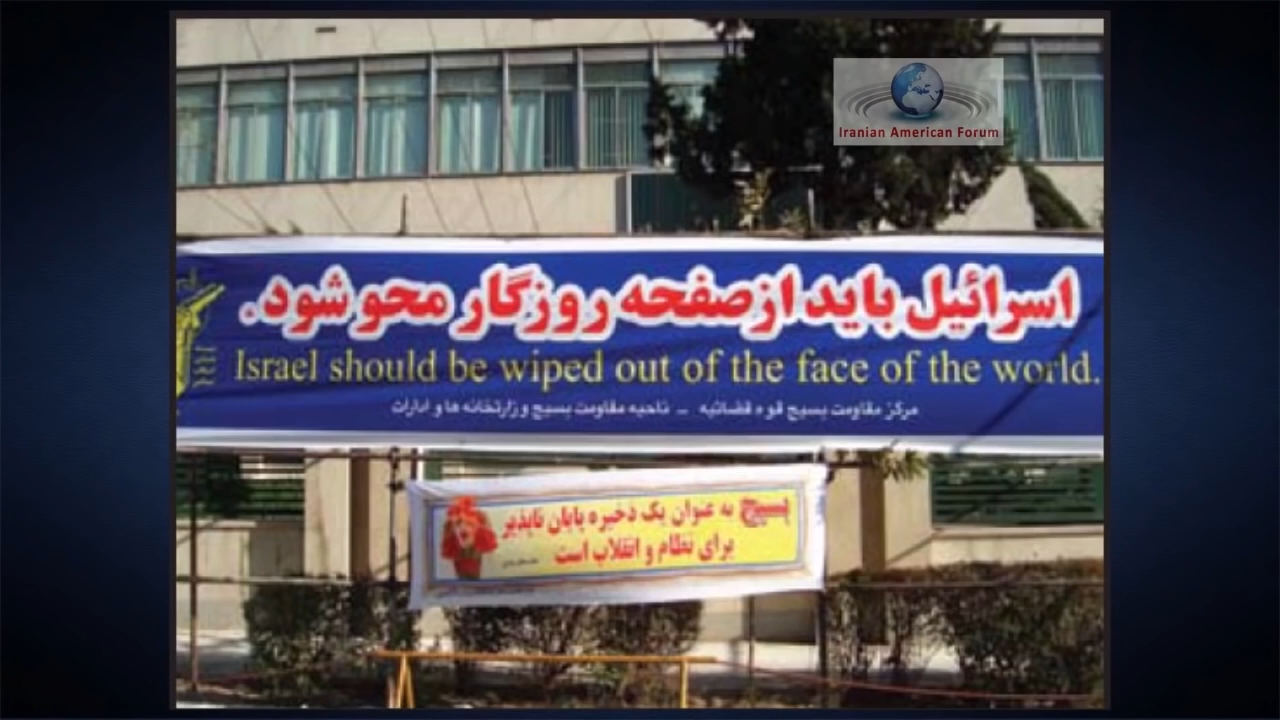 Iranian American Forum
اسرائیل باید از صفحه روزگار محو شود.
Israel should be wiped out of the face of the world.
مرکز مقاومت بسیج قوه قضائیه - ناحیه مقاومت بسیج وزارتخانه ها و ادارات
بسیج به عنوان یک ذخیره پایان ناپذیر
برای نظام و انقلاب است